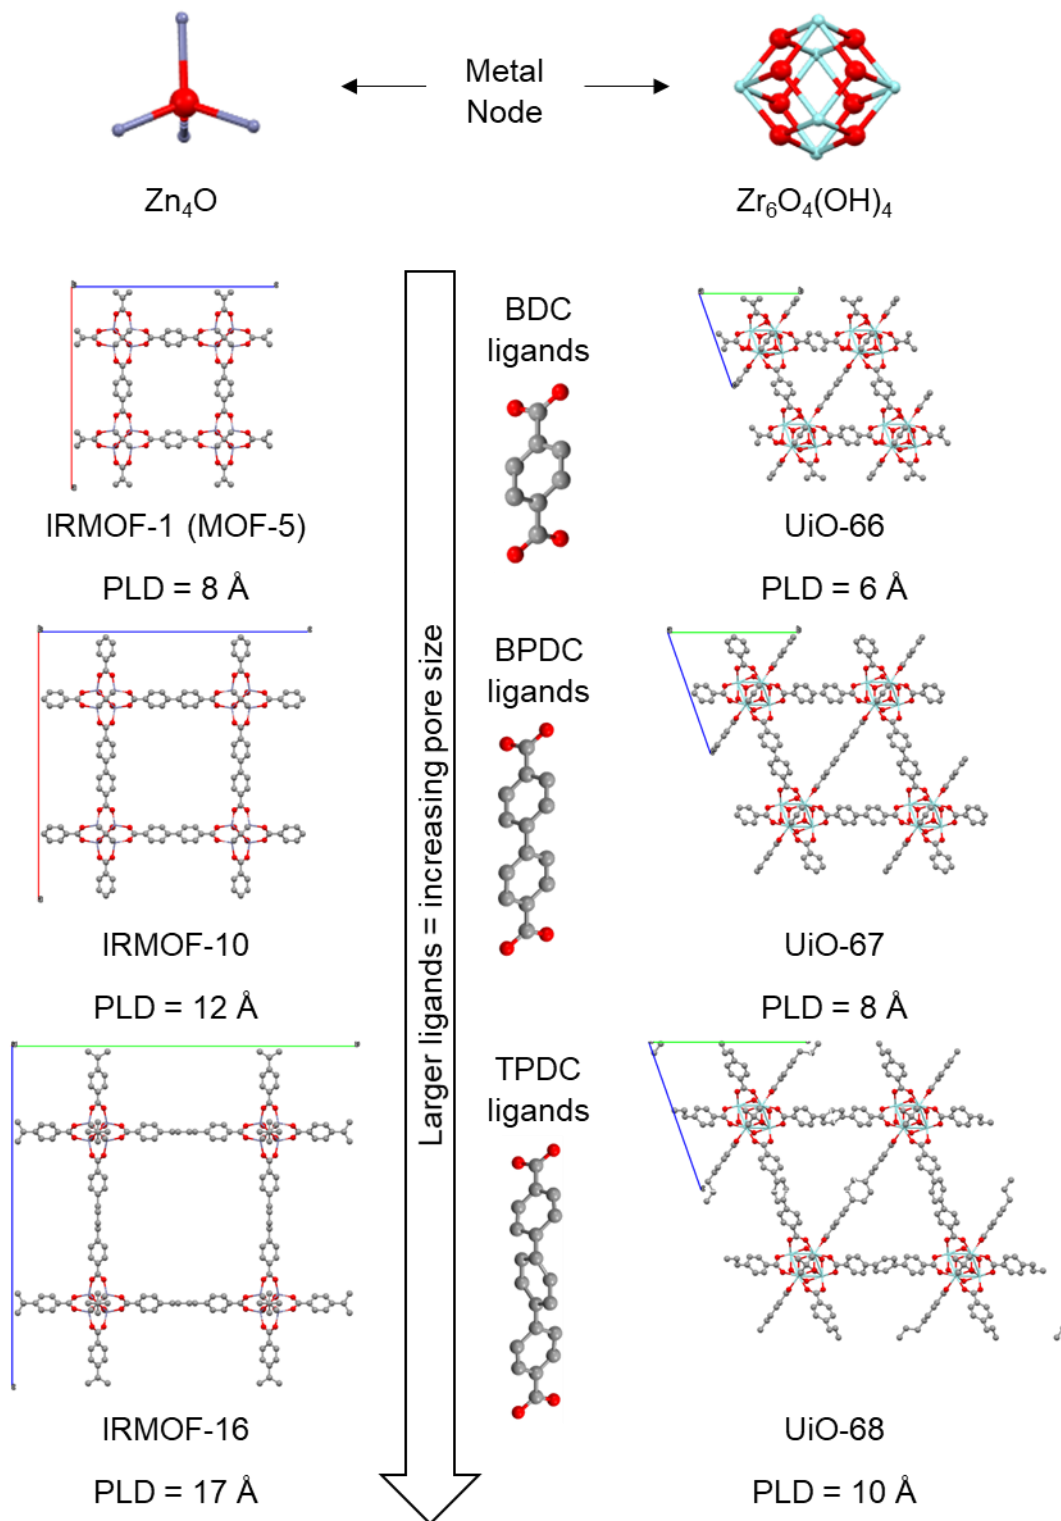 Metal
Node
Zn₄O
Zr₆O₄(OH)₄
BDC
ligands
IRMOF-1 (MOF-5)
UiO-66
PLD = 8 Å
PLD = 6 Å
Larger ligands = increasing pore size
BPDC
ligands
IRMOF-10
UiO-67
PLD = 12 Å
PLD = 8 Å
TPDC
ligands
IRMOF-16
UiO-68
PLD = 17 Å
PLD = 10 Å